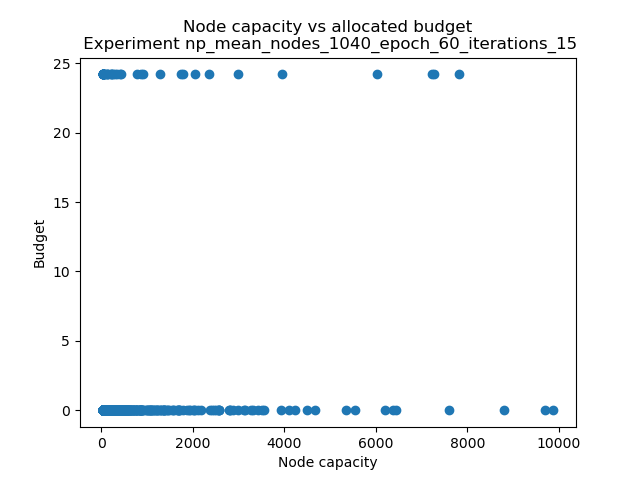 Node capacity vs allocated budget
Experiment np_mean_nodes_1040_epoch_60_iterations_15
25
20
15
10
5
0
Budget
0 2000 4000 6000 8000 10000
Node capacity